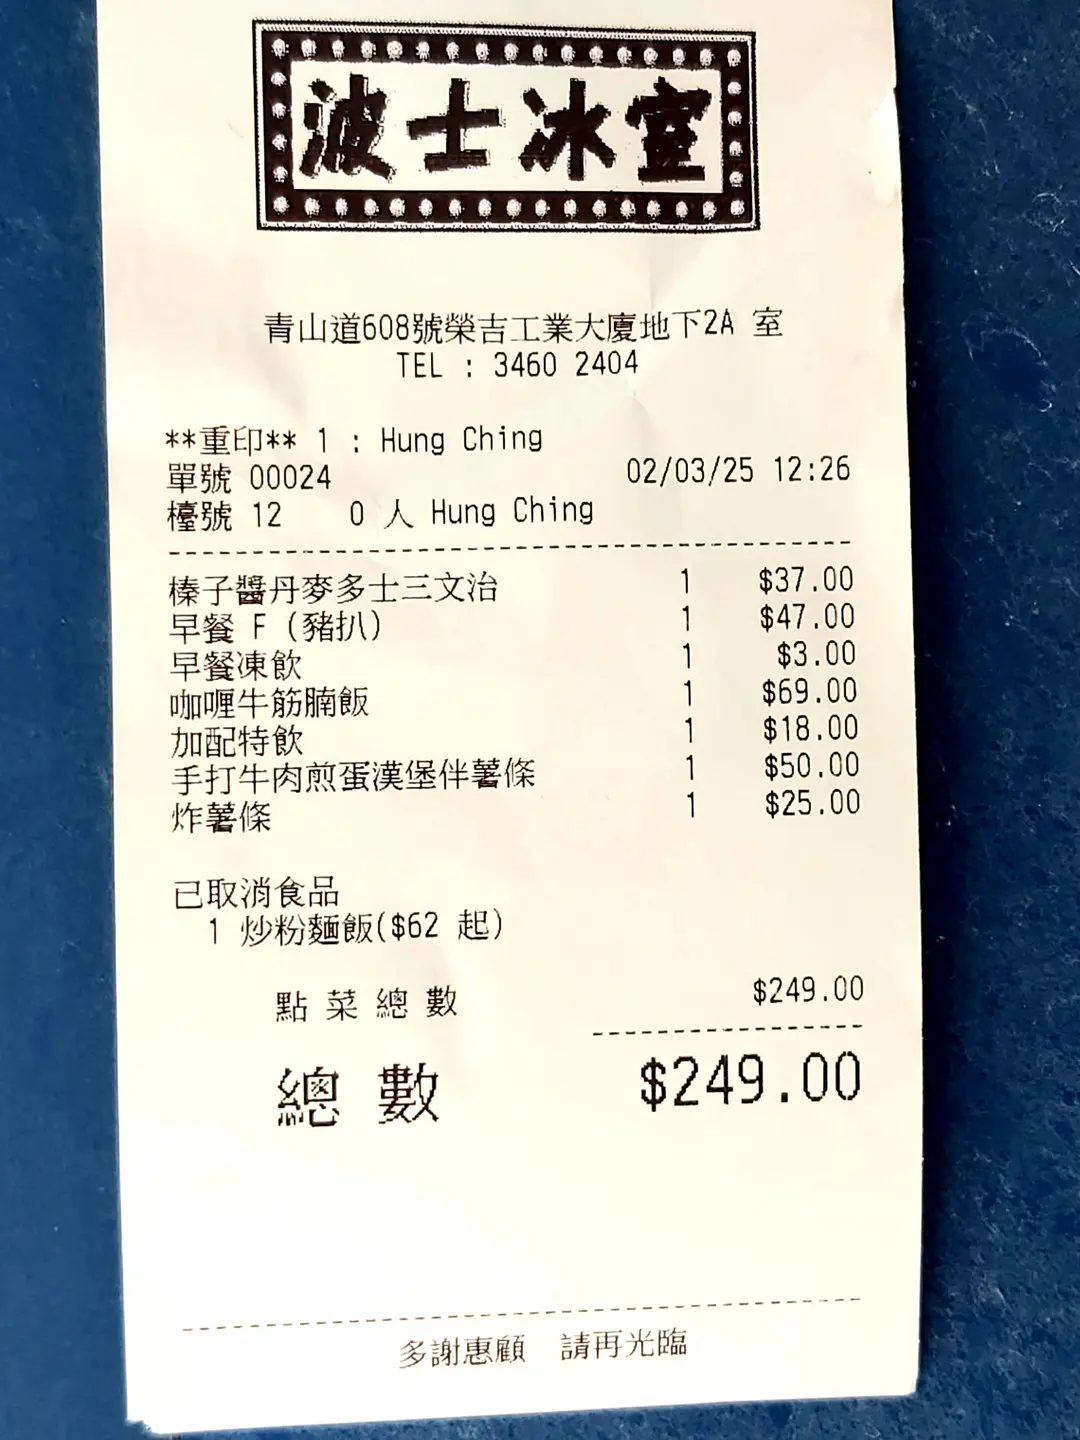 波士冰室
青山道608號榮吉工業大廈地下2A 室
TEL : 3460 2404
**重印** 1 : Hung Ching
單號 00024 02/03/25 12:26
檯號 12 0 人 Hung Ching
榛子醬丹麥多士三文治 1 $37.00
早餐 F (豬扒) 1 $47.00
早餐凍飲 1 $3.00
咖喱牛筋腩飯 1 $69.00
加配特飲 1 $18.00
手打牛肉煎蛋漢堡伴薯條 1 $50.00
炸薯條 1 $25.00
已取消食品
1 炒粉麵飯($62 起)
點菜總數 $249.00
總數 $249.00
多謝惠顧 請再光臨